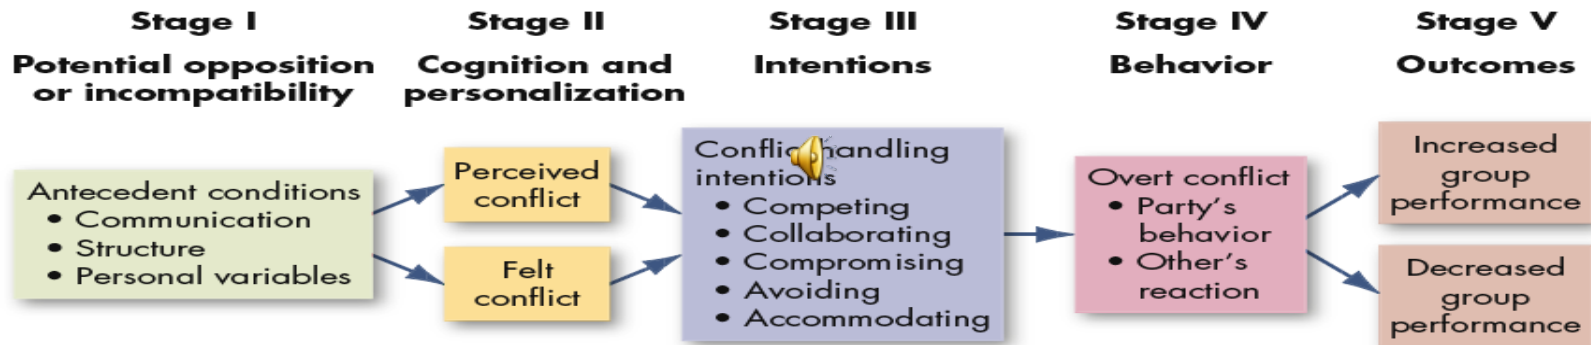 Stage I
Potential opposition
or incompatibility
Stage II
Cognition and
personalization
Stage III
Intentions
Stage IV
Behavior
Stage V
Outcomes
Antecedent conditions
• Communication
• Structure
• Personal variables
Perceived
conflict
Felt
conflict
handling
intentions
• Competing
• Collaborating
• Compromising
• Avoiding
• Accommodating
Overt conflict
• Party's
behavior
• Other's
reaction
Increased
group
performance
Decreased
group
performance